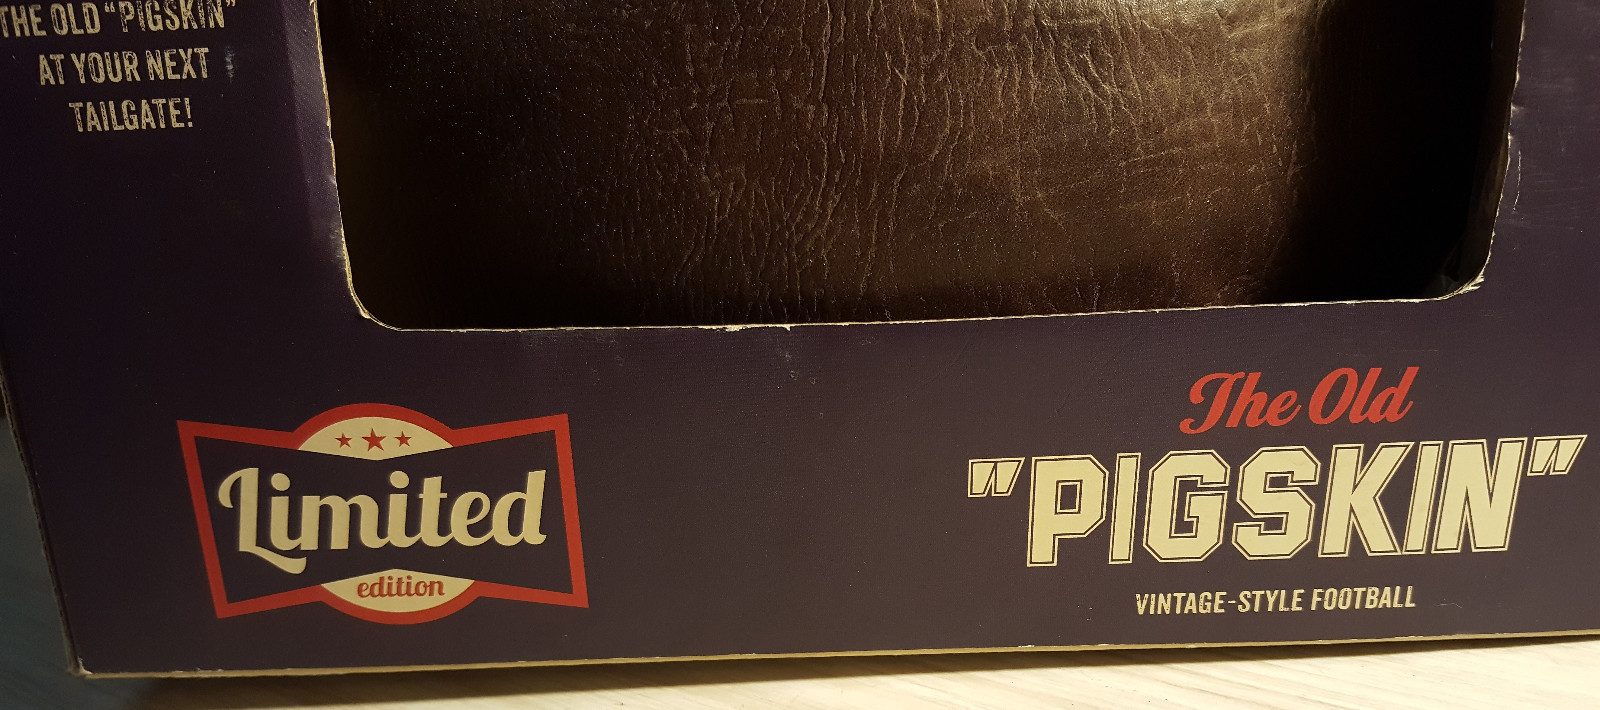 THE OLD "PIGSKIN"
AT YOUR NEXT
TAILGATE!
Limited
edition
The Old
"PIGSKIN"
VINTAGE-STYLE FOOTBALL